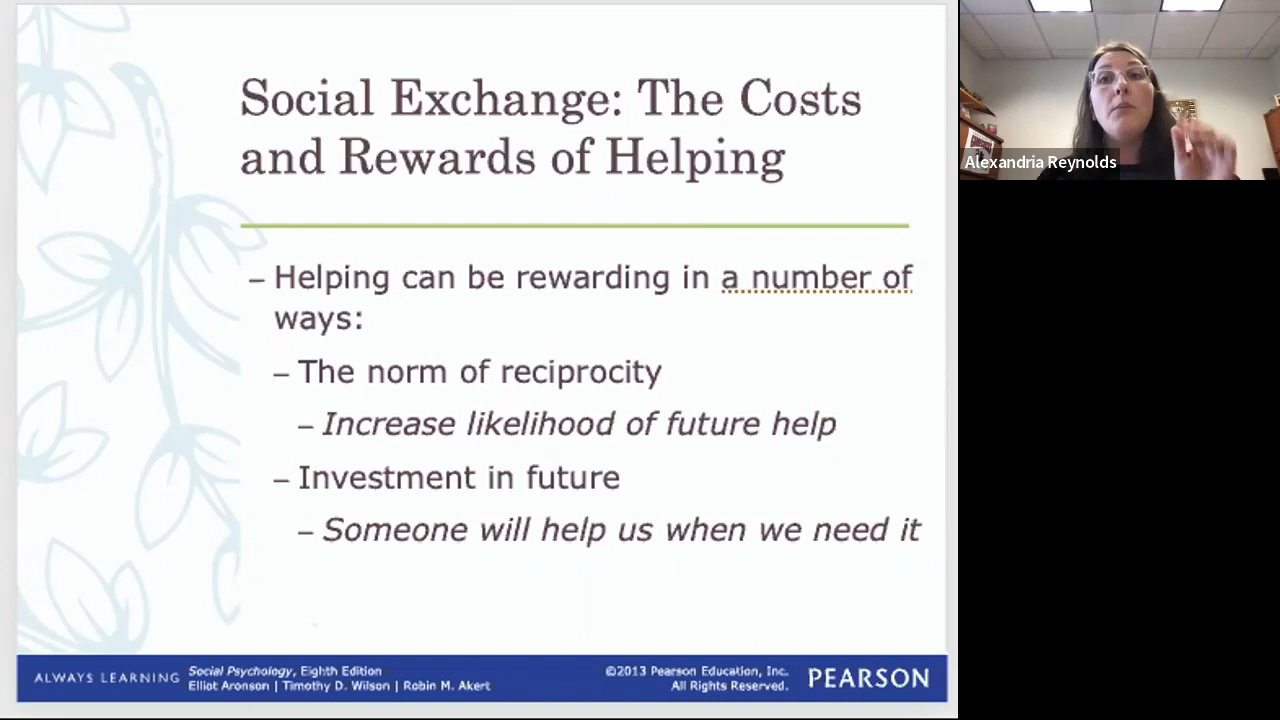 Social Exchange: The Costs
and Rewards of Helping
– Helping can be rewarding in a number of
ways:
– The norm of reciprocity
– Increase likelihood of future help
– Investment in future
– Someone will help us when we need it
ALWAYS LEARNING
Social Psychology, Eighth Edition
Elliot Aronson | Timothy D. Wilson | Robin M. Akert
©2013 Pearson Education, Inc.
All Rights Reserved.
PEARSON
Alexandria Reynolds